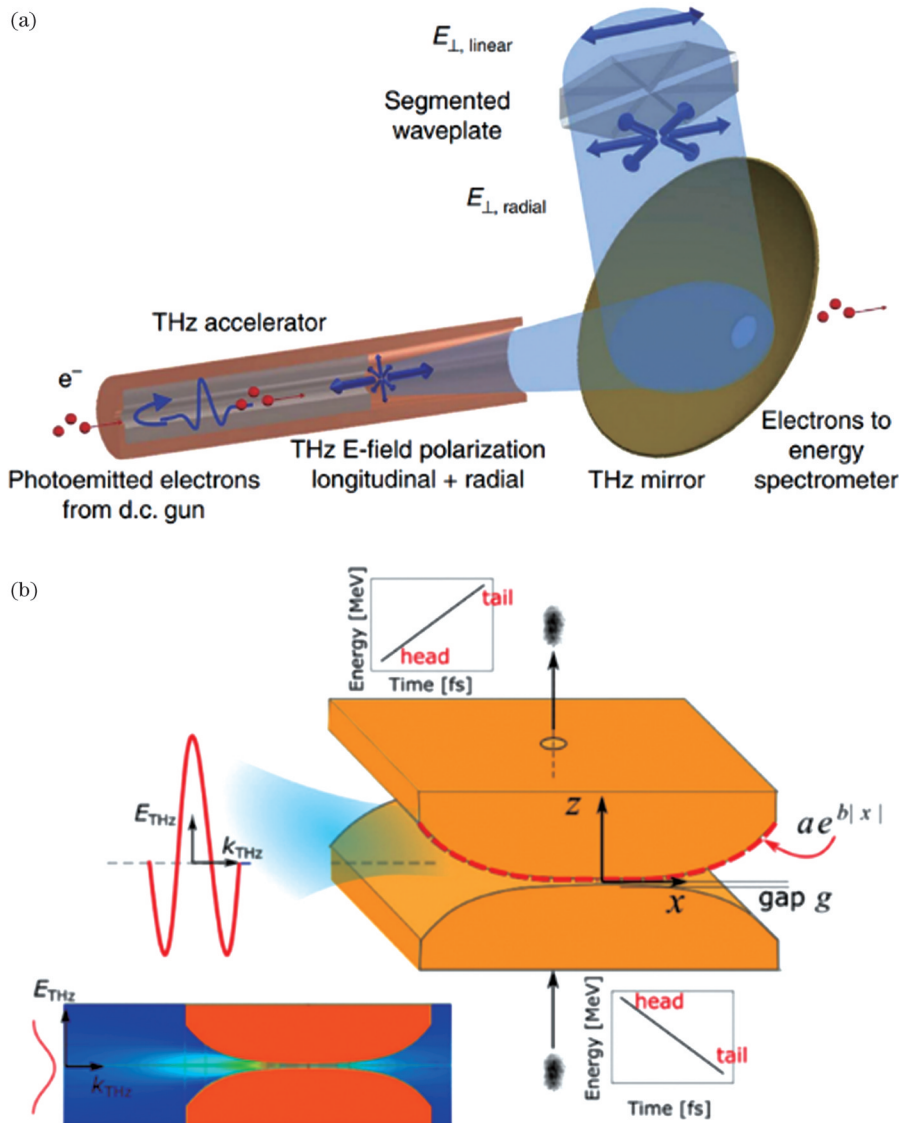 (a)
E⊥, linear
Segmented
waveplate
E⊥, radial
THz accelerator
e−
Photoemitted electrons
from d.c. gun
THz E-field polarization
longitudinal + radial
THz mirror
Electrons to
energy
spectrometer
(b)
Energy [MeV]
tail
head
Time [fs]
E_THz
k_THz
z
x
ae^{b|x|}
gap g
E_THz
k_THz
Energy [MeV]
head
tail
Time [fs]